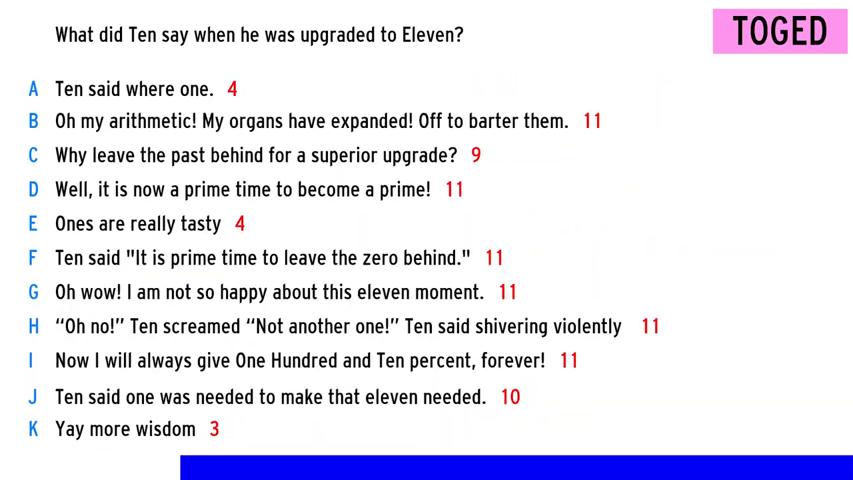 What did Ten say when he was upgraded to Eleven?
TOGED
A Ten said where one. 4
B Oh my arithmetic! My organs have expanded! Off to barter them. 11
C Why leave the past behind for a superior upgrade? 9
D Well, it is now a prime time to become a prime! 11
E Ones are really tasty 4
F Ten said "It is prime time to leave the zero behind." 11
G Oh wow! I am not so happy about this eleven moment. 11
H “Oh no!” Ten screamed “Not another one!” Ten said shivering violently 11
I Now I will always give One Hundred and Ten percent, forever! 11
J Ten said one was needed to make that eleven needed. 10
K Yay more wisdom 3